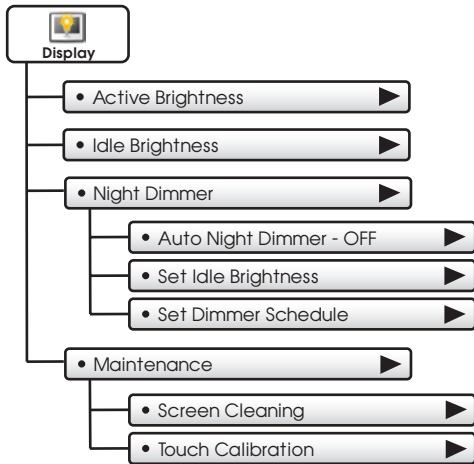 Display
• Active Brightness
• Idle Brightness
• Night Dimmer
• Auto Night Dimmer - OFF
• Set Idle Brightness
• Set Dimmer Schedule
• Maintenance
• Screen Cleaning
• Touch Calibration